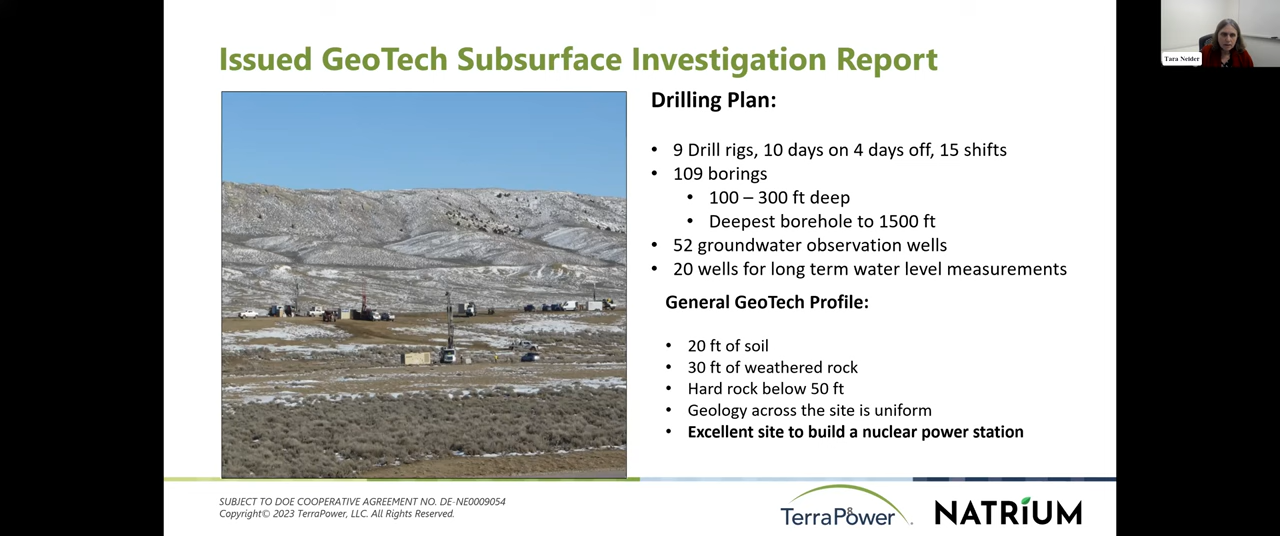 Issued GeoTech Subsurface Investigation Report
Tara Neider
Drilling Plan:
• 9 Drill rigs, 10 days on 4 days off, 15 shifts
• 109 borings
• 100 – 300 ft deep
• Deepest borehole to 1500 ft
• 52 groundwater observation wells
• 20 wells for long term water level measurements
General GeoTech Profile:
• 20 ft of soil
• 30 ft of weathered rock
• Hard rock below 50 ft
• Geology across the site is uniform
• Excellent site to build a nuclear power station
SUBJECT TO DOE COOPERATIVE AGREEMENT NO. DE-NE0009054
Copyright© 2023 TerraPower, LLC. All Rights Reserved.
TerraPower
NATRiUM